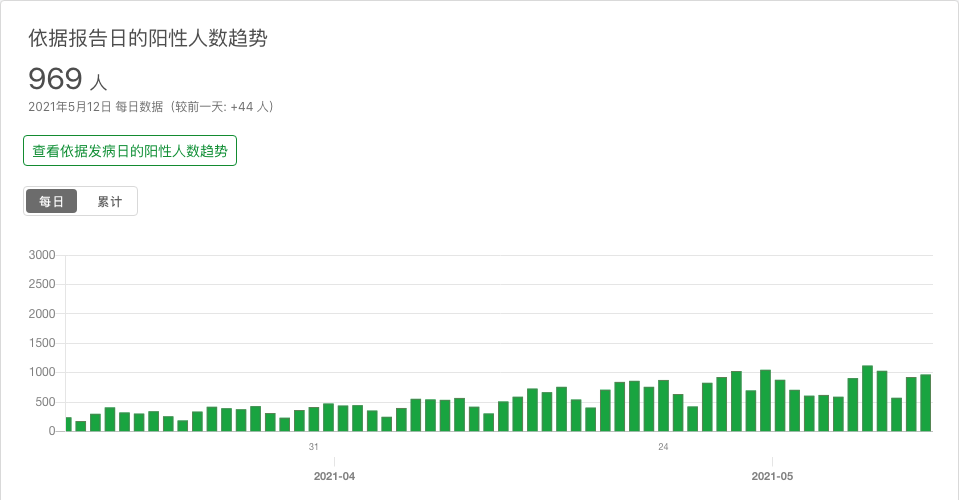 依据报告日的阳性人数趋势
969 人
2021年5月12日 每日数据（较前一天: +44 人）
查看依据发病日的阳性人数趋势
每日 累计
3000
2500
2000
1500
1000
500
0
31 24
2021-04 2021-05